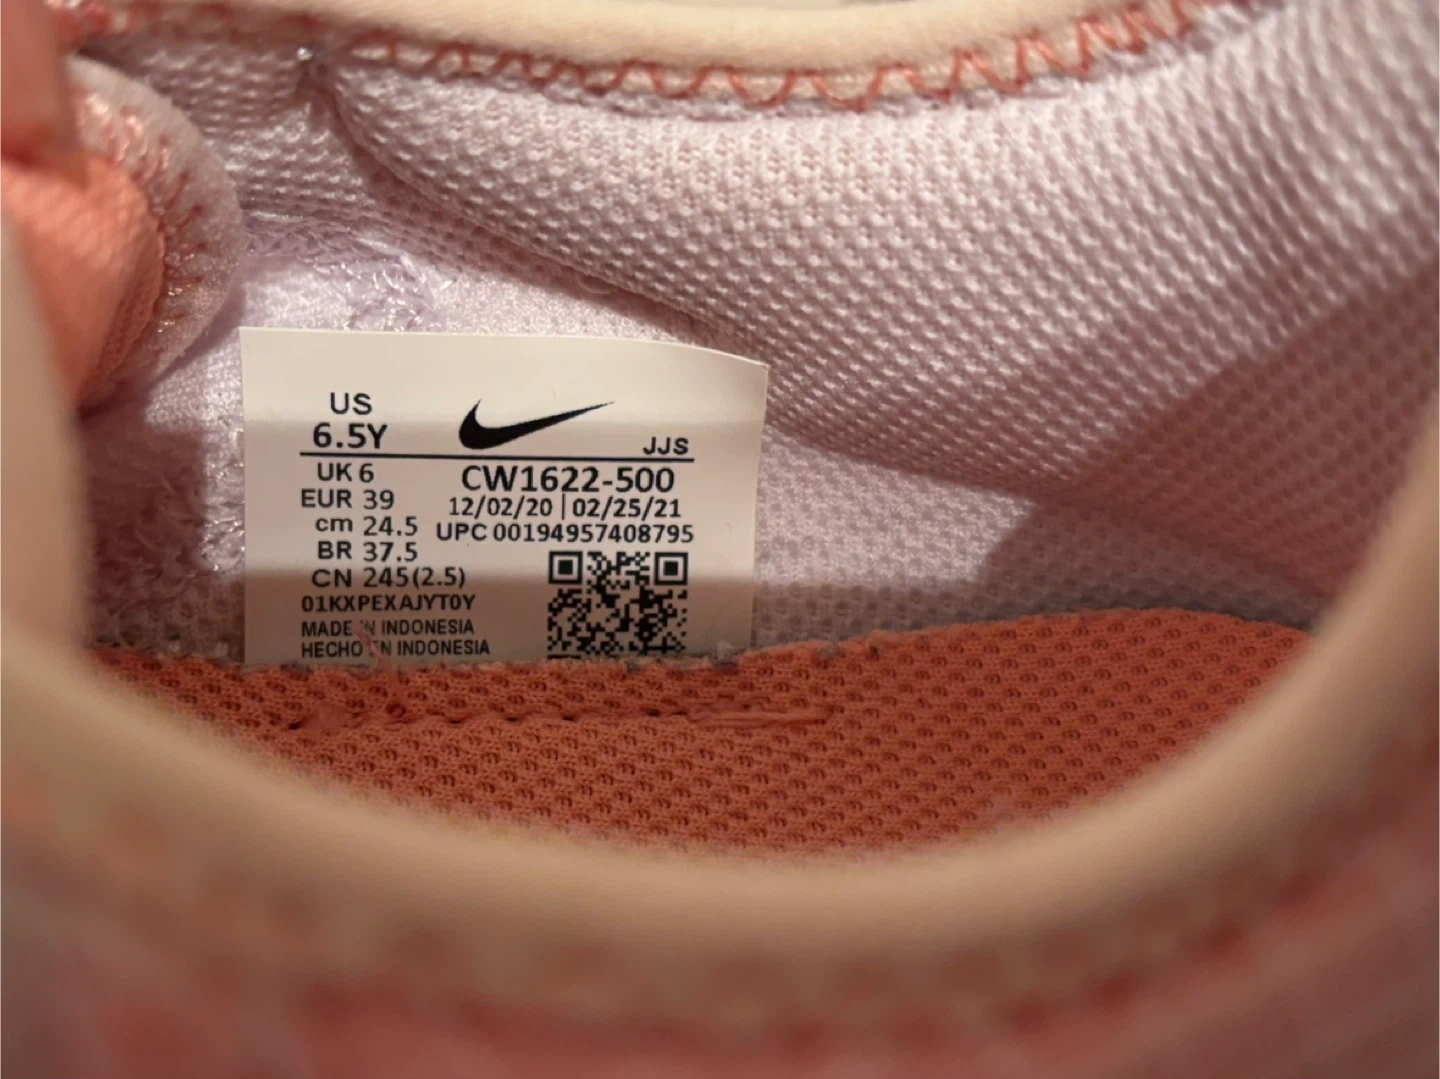 US
6.5Y
JJS
UK 6
CW1622-500
EUR 39
12/02/20 | 02/25/21
cm 24.5
UPC 00194957408795
BR 37.5
CN 245(2.5)
01KXPEXAJYT0Y
MADE IN INDONESIA
HECHO EN INDONESIA